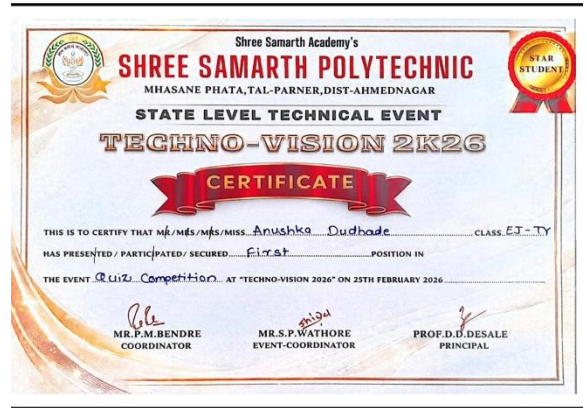 Shree Samarth Academy's
SHREE SAMARTH POLYTECHNIC
MHASANE PHATA,TAL-PARNER,DIST-AHMEDNAGAR
STAR
STUDENT
STATE LEVEL TECHNICAL EVENT
TECHNO-VISION 2K26
CERTIFICATE
THIS IS TO CERTIFY THAT MR/MRS/MRS/MISS Anushka Dudhade CLASS EJ-TY
HAS PRESENTED / PARTICIPATED/ SECURED First POSITION IN
THE EVENT Quiz Competition AT "TECHNO-VISION 2026" ON 25TH FEBRUARY 2026
MR.P.M.BENDRE MR.S.P.WATHORE PROF.D.D.DESALE
COORDINATOR EVENT-COORDINATOR PRINCIPAL